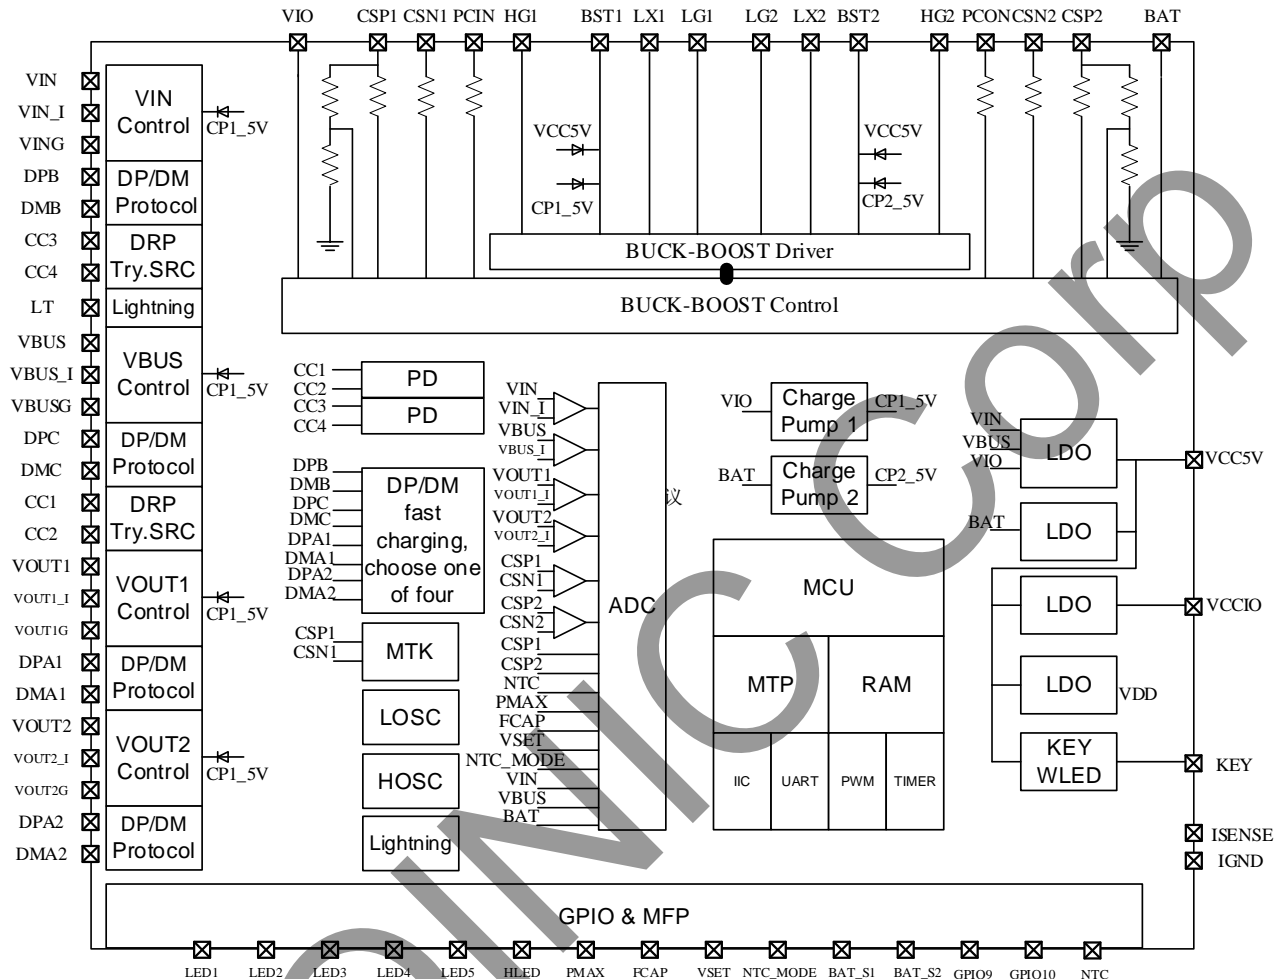 VIO CSP1 CSN1 PCIN HG1 BST1 LX1 LG1 LG2 LX2 BST2 HG2 PCON CSN2 CSP2 BAT
VIN
VIN_I
VING
DPB
DMB
CC3
CC4
LT
VBUS
VBUS_I
VBUSG
DPC
DMC
CC1
CC2
VOUT1
VOUT1_I
VOUT1G
DPA1
DMA1
VOUT2
VOUT2_I
VOUT2G
DPA2
DMA2
VIN
Control
CP1_5V
DP/DM
Protocol
DRP
Try.SRC
Lightning
VBUS
Control
CP1_5V
DP/DM
Protocol
DRP
Try.SRC
VOUT1
Control
CP1_5V
DP/DM
Protocol
VOUT2
Control
CP1_5V
DP/DM
Protocol
VCC5V
CP1_5V
VCC5V
CP2_5V
BUCK-BOOST Driver
BUCK-BOOST Control
CC1
CC2
PD
CC3
CC4
PD
DPB
DMB
DPC
DMC
DPA1
DMA1
DPA2
DMA2
DP/DM
fast
charging,
choose one
of four
CSP1
CSN1
MTK
LOSC
HOSC
Lightning
VIN
VIN_I
VBUS
VBUS_I
VOUT1
VOUT1_I
VOUT2
VOUT2_I
CSP1
CSN1
CSP2
CSN2
CSP1
CSP2
NTC
PMAX
FCAP
VSET
NTC_MODE
VIN
VBUS
BAT
ADC
议
VIO
Charge
Pump 1
CP1_5V
BAT
Charge
Pump 2
CP2_5V
MCU
MTP
RAM
IIC
UART
PWM
TIMER
VIN
VBUS
VIO
LDO
BAT
LDO
LDO
LDO
VDD
KEY
WLED
VCC5V
VCCIO
KEY
ISENSE
IGND
GPIO & MFP
LED1 LED2 LED3 LED4 LED5 HLED PMAX FCAP VSET NTC_MODE BAT_S1 BAT_S2 GPIO9 GPIO10 NTC
Corp